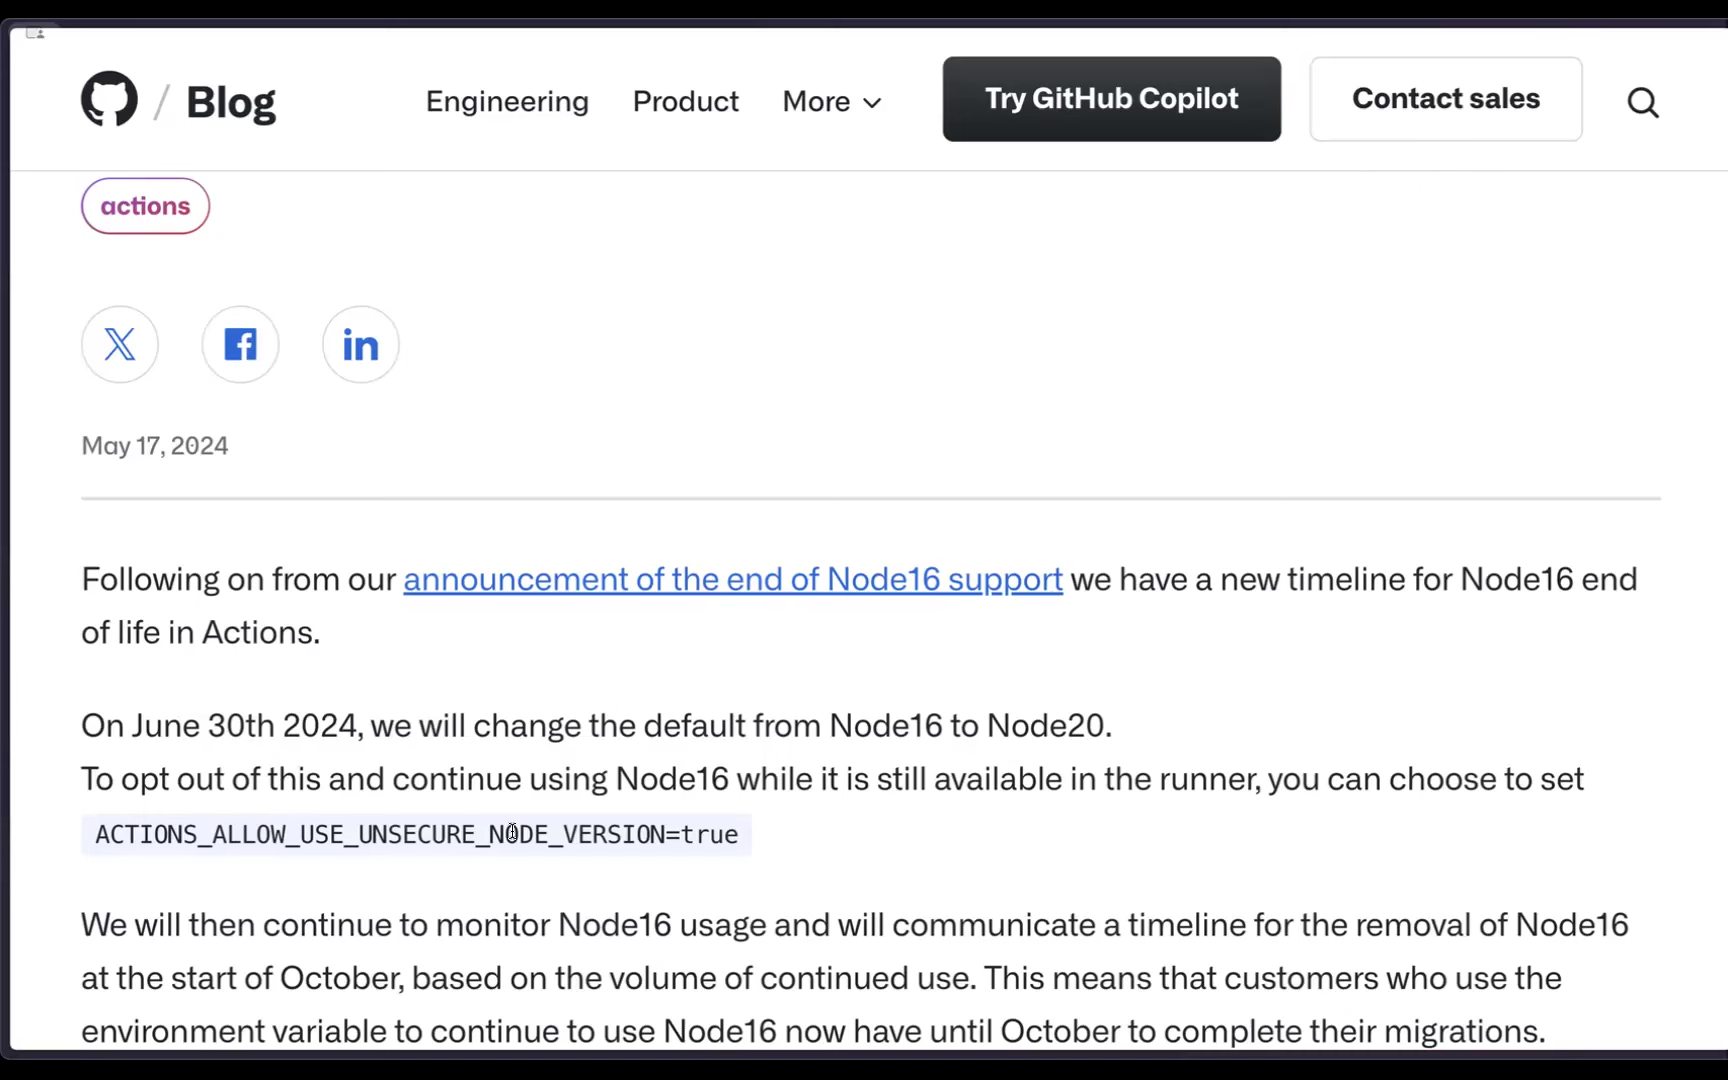 / Blog Engineering Product More Try GitHub Copilot Contact sales
actions
May 17, 2024
Following on from our announcement of the end of Node16 support we have a new timeline for Node16 end
of life in Actions.
On June 30th 2024, we will change the default from Node16 to Node20.
To opt out of this and continue using Node16 while it is still available in the runner, you can choose to set
ACTIONS_ALLOW_USE_UNSECURE_NODE_VERSION=true
We will then continue to monitor Node16 usage and will communicate a timeline for the removal of Node16
at the start of October, based on the volume of continued use. This means that customers who use the
environment variable to continue to use Node16 now have until October to complete their migrations.